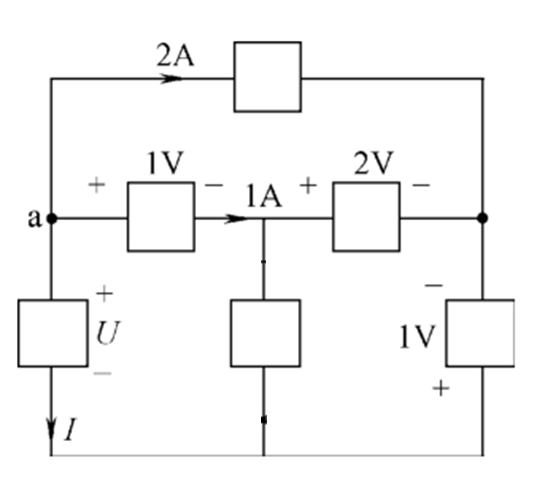 2A
1V 2V
+ − 1A + −
a
+ −
U 1V
− +
I